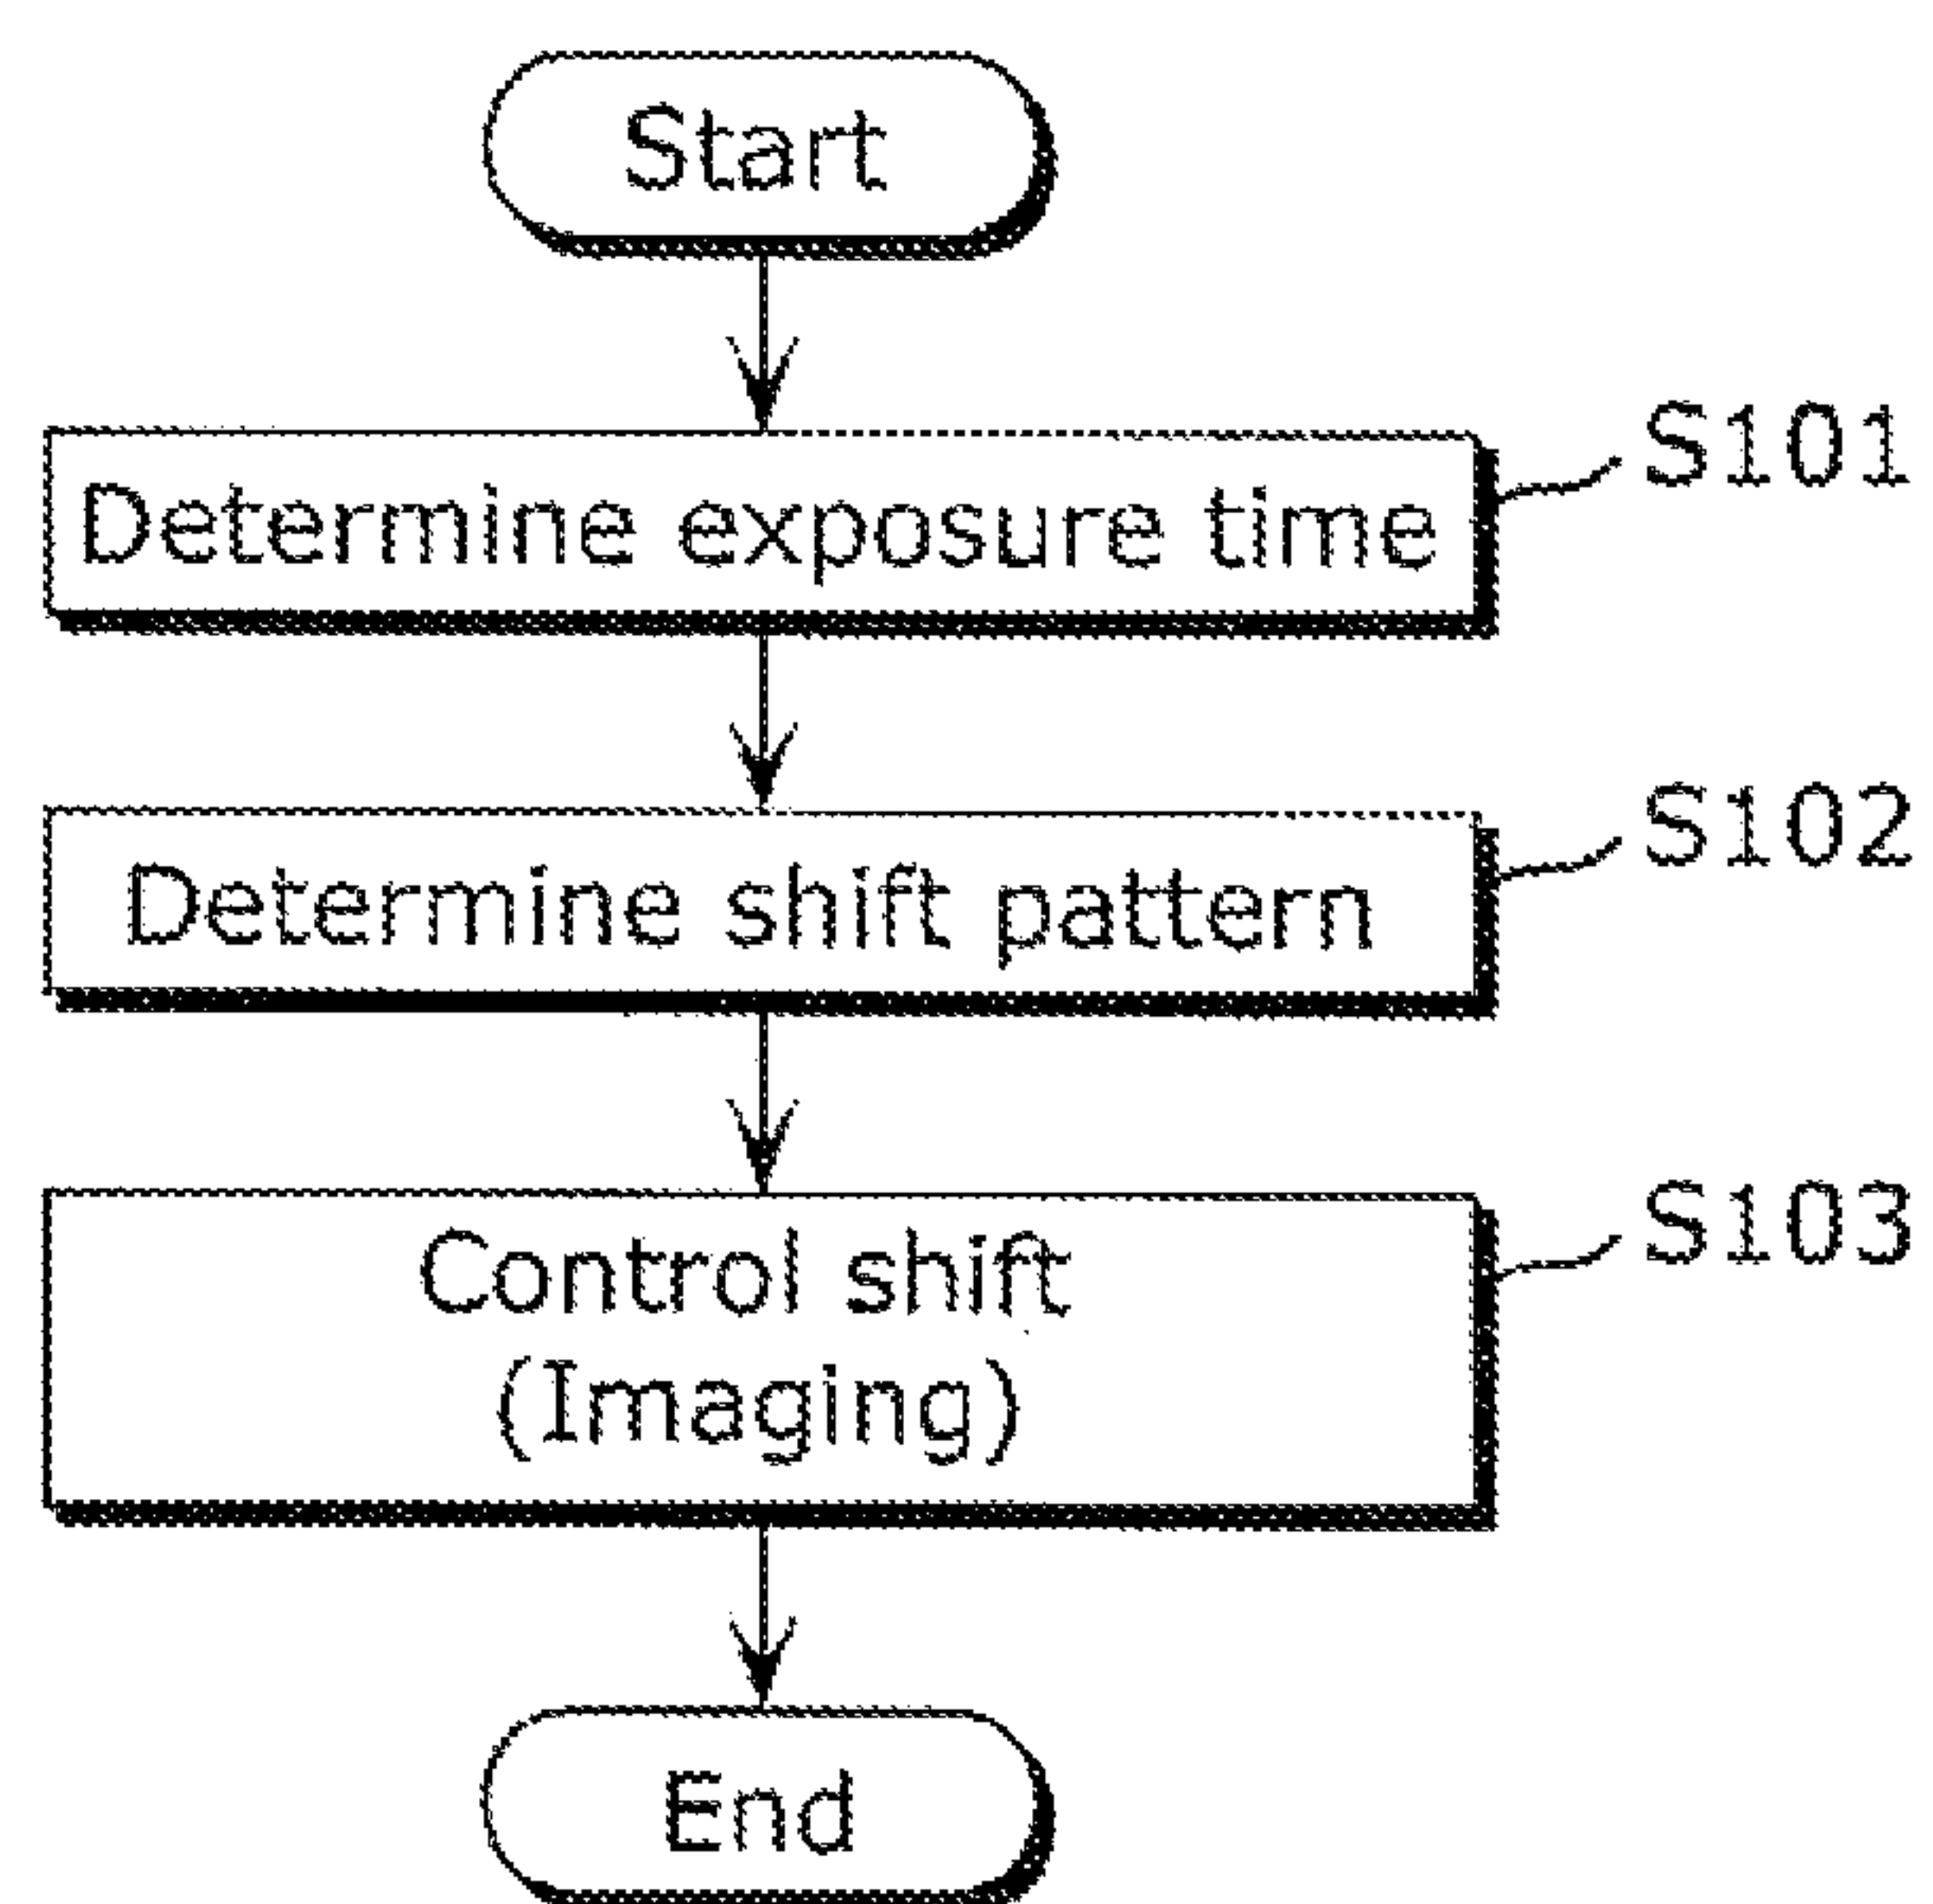 Start
S101
Determine exposure time
S102
Determine shift pattern
S103
Control shift
(Imaging)
End